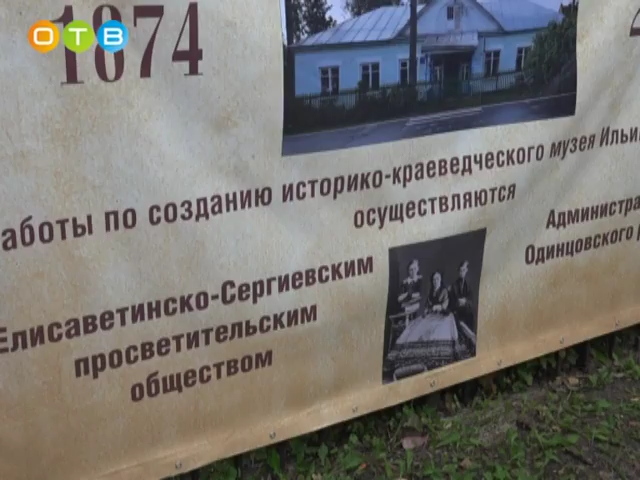 ОТВ
1874
аботы по созданию историко-краеведческого музея Ильи
осуществляются
Елисаветинско-Сергиевским
просветительским
обществом
Администра
Одинцовского р